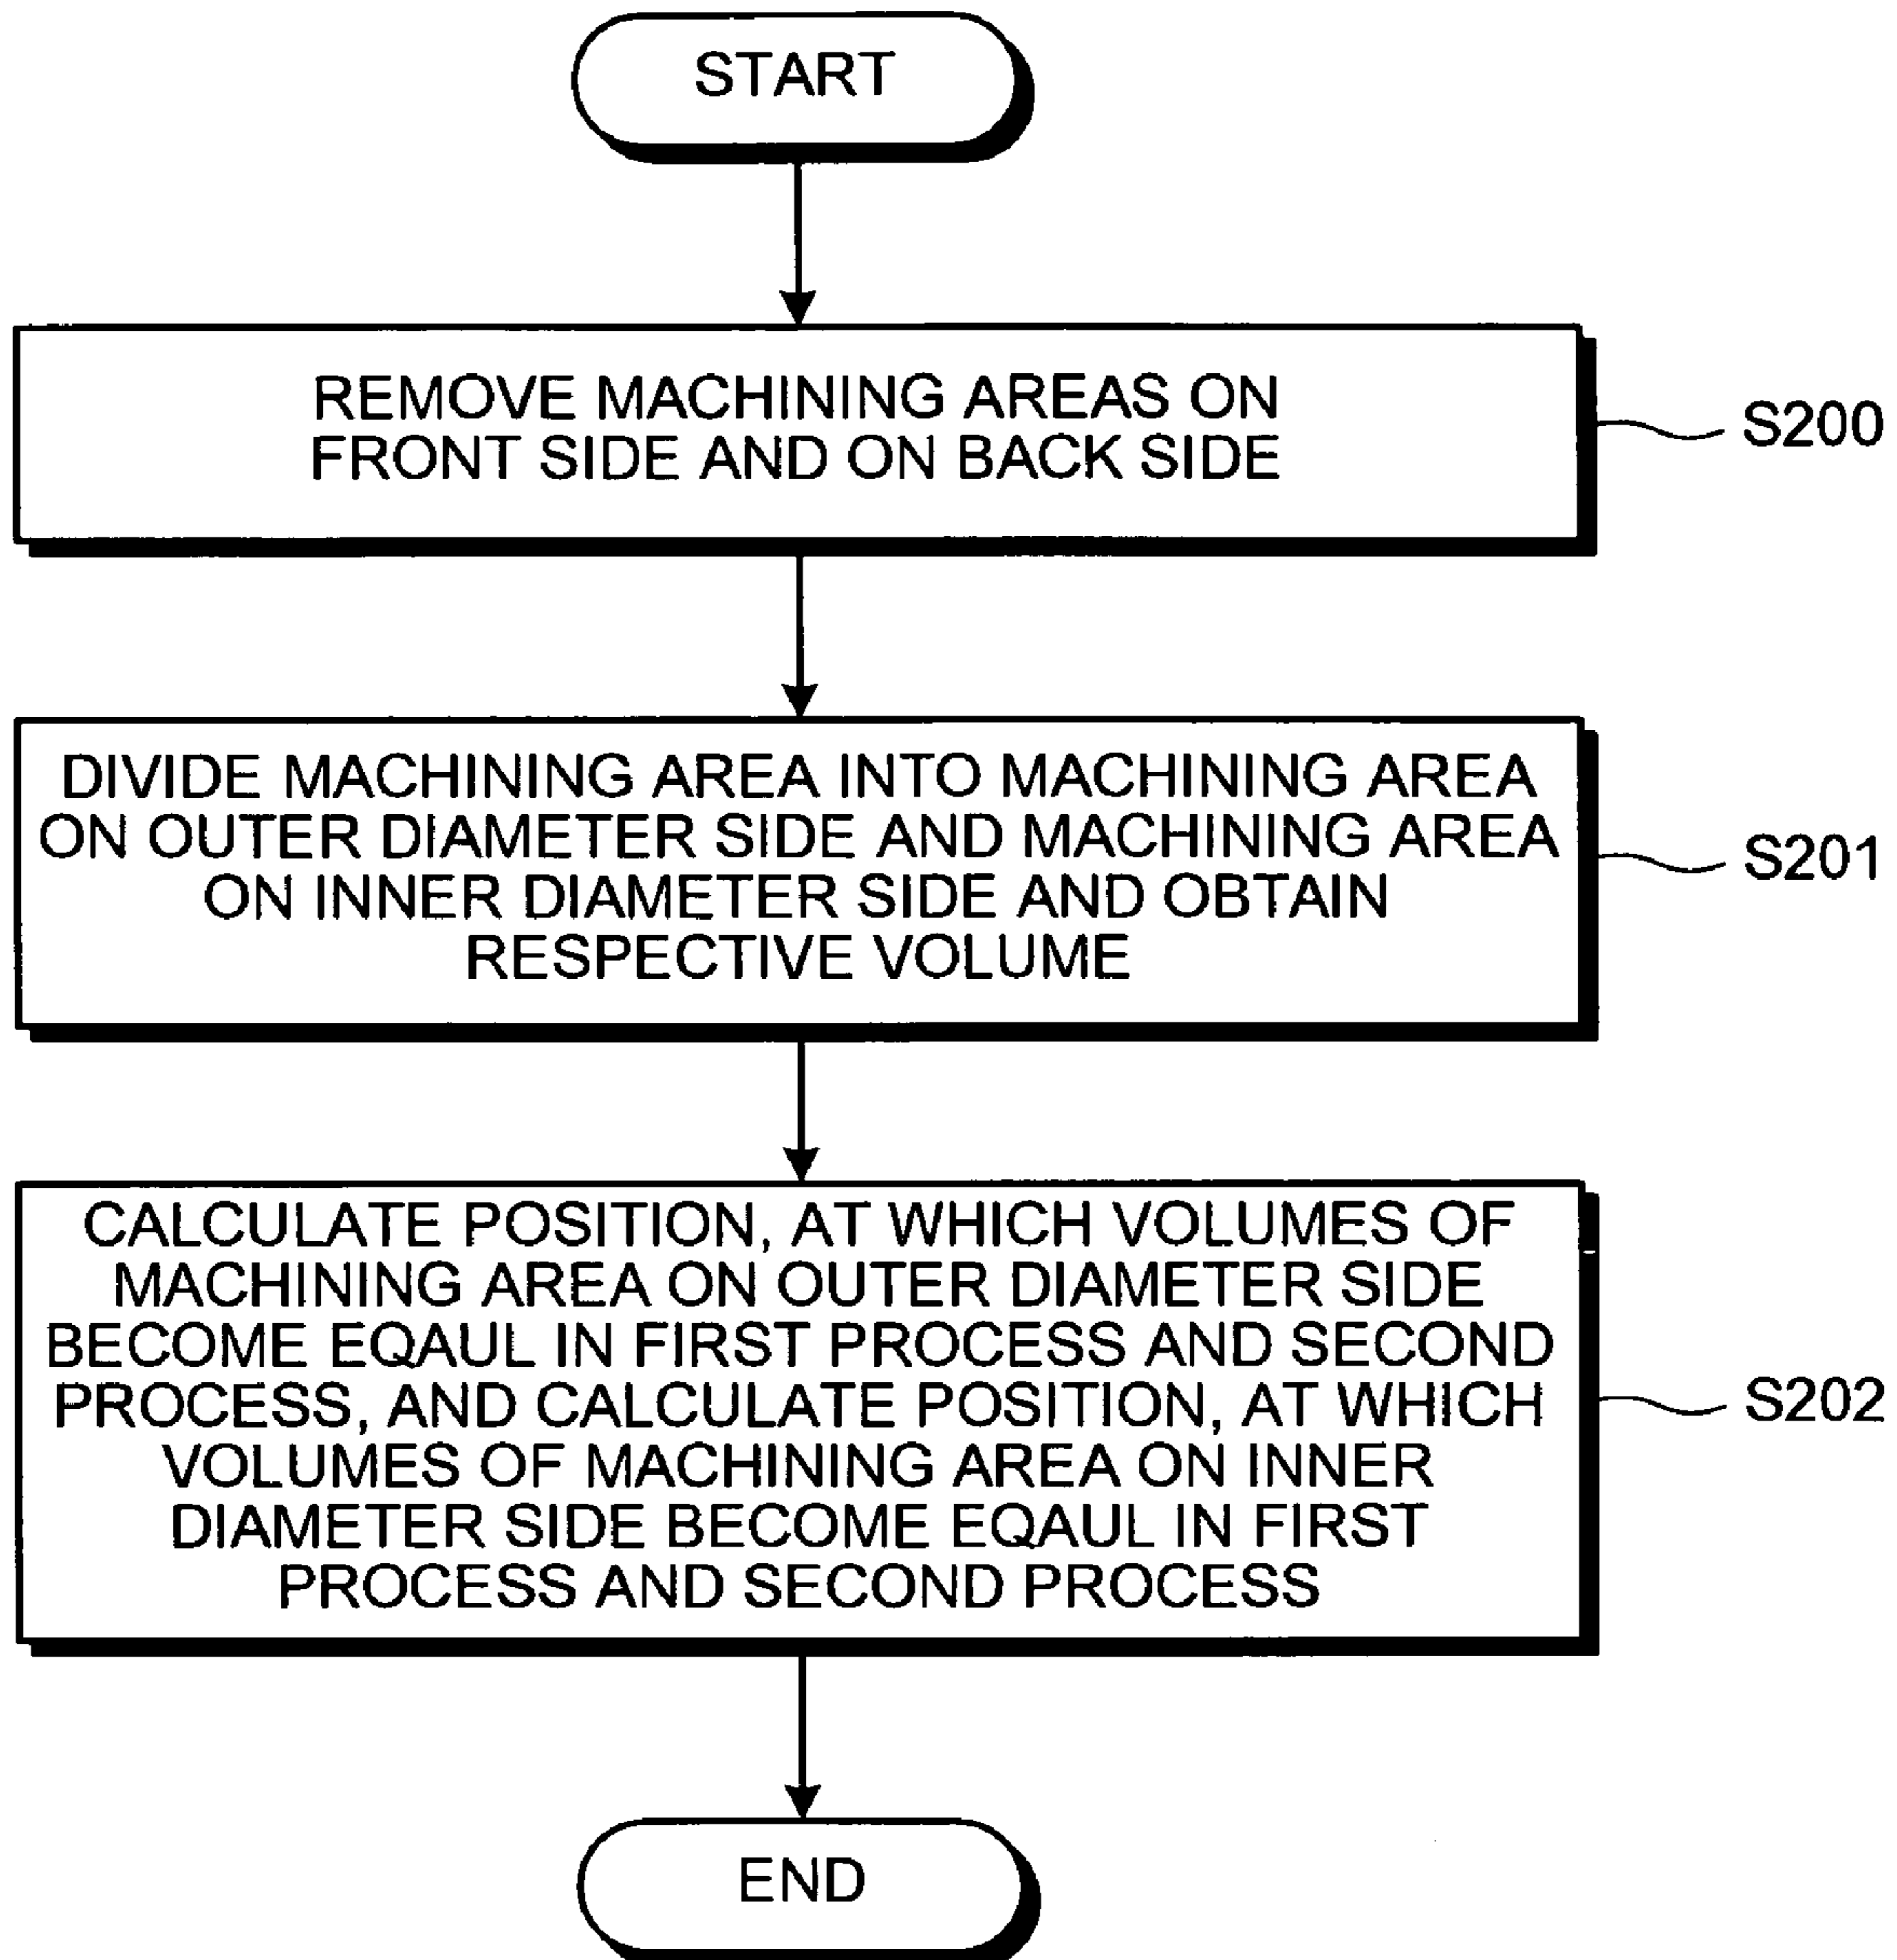 START
REMOVE MACHINING AREAS ON
FRONT SIDE AND ON BACK SIDE
S200
DIVIDE MACHINING AREA INTO MACHINING AREA
ON OUTER DIAMETER SIDE AND MACHINING AREA
ON INNER DIAMETER SIDE AND OBTAIN
RESPECTIVE VOLUME
S201
CALCULATE POSITION, AT WHICH VOLUMES OF
MACHINING AREA ON OUTER DIAMETER SIDE
BECOME EQAUL IN FIRST PROCESS AND SECOND
PROCESS, AND CALCULATE POSITION, AT WHICH
VOLUMES OF MACHINING AREA ON INNER
DIAMETER SIDE BECOME EQAUL IN FIRST
PROCESS AND SECOND PROCESS
S202
END